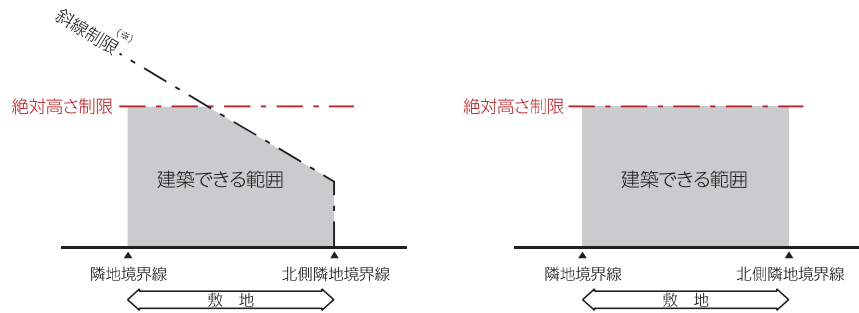 斜線制限(※)
絶対高さ制限
建築できる範囲
隣地境界線
北側隣地境界線
敷 地
絶対高さ制限
建築できる範囲
隣地境界線
北側隣地境界線
敷 地